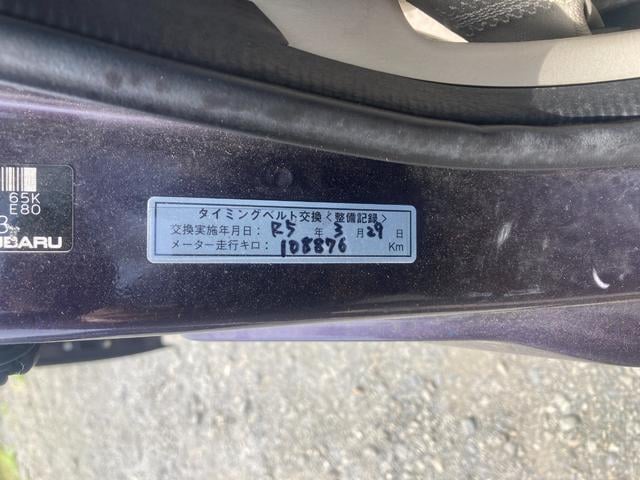 65K
E80
SUBARU
タイミングベルト交換<整備記録>
交換実施年月日: R5 年 3 月 29 日
メーター走行キロ: 108876 Km